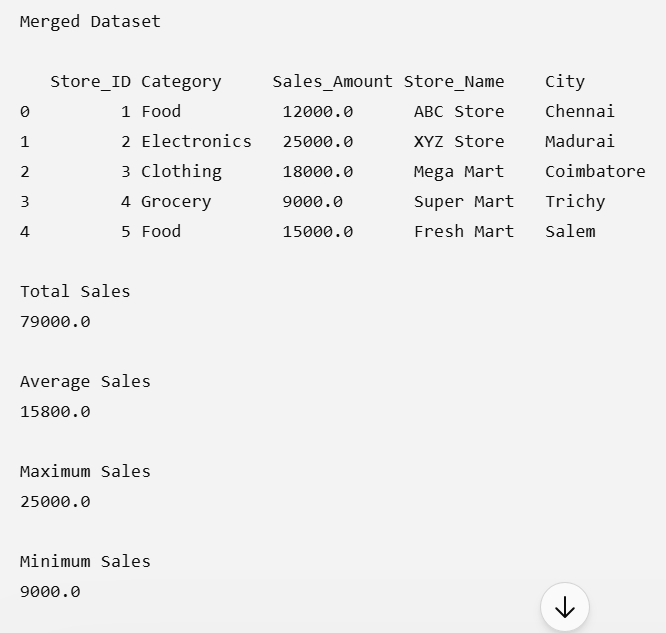 Merged Dataset
Store_ID Category Sales_Amount Store_Name City
0 1 Food 12000.0 ABC Store Chennai
1 2 Electronics 25000.0 XYZ Store Madurai
2 3 Clothing 18000.0 Mega Mart Coimbatore
3 4 Grocery 9000.0 Super Mart Trichy
4 5 Food 15000.0 Fresh Mart Salem
Total Sales
79000.0
Average Sales
15800.0
Maximum Sales
25000.0
Minimum Sales
9000.0